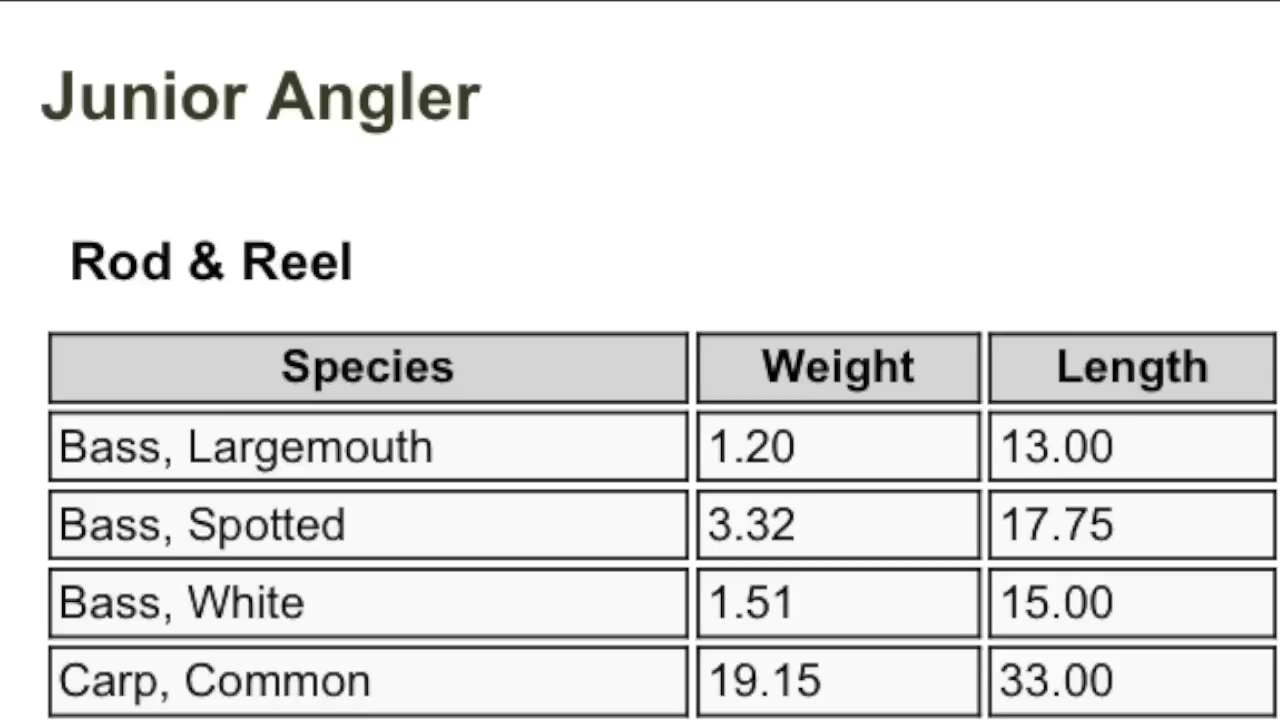 Junior Angler
Rod & Reel
Species Weight Length
Bass, Largemouth 1.20 13.00
Bass, Spotted 3.32 17.75
Bass, White 1.51 15.00
Carp, Common 19.15 33.00